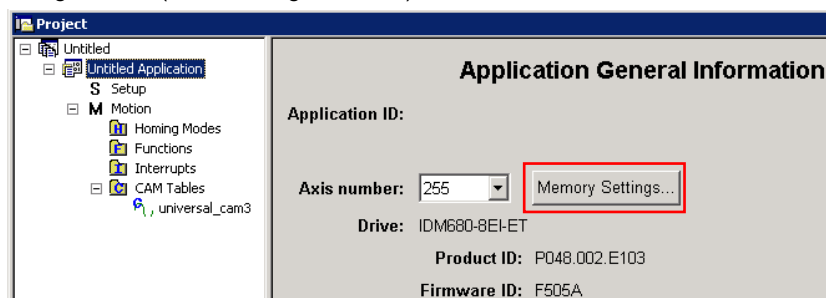 Project
Untitled
Untitled Application
S Setup
M Motion
H Homing Modes
F Functions
I Interrupts
C CAM Tables
, universal_cam3
Application General Information
Application ID:
Axis number: 255 Memory Settings...
Drive: IDM680-8EI-ET
Product ID: P048.002.E103
Firmware ID: F505A